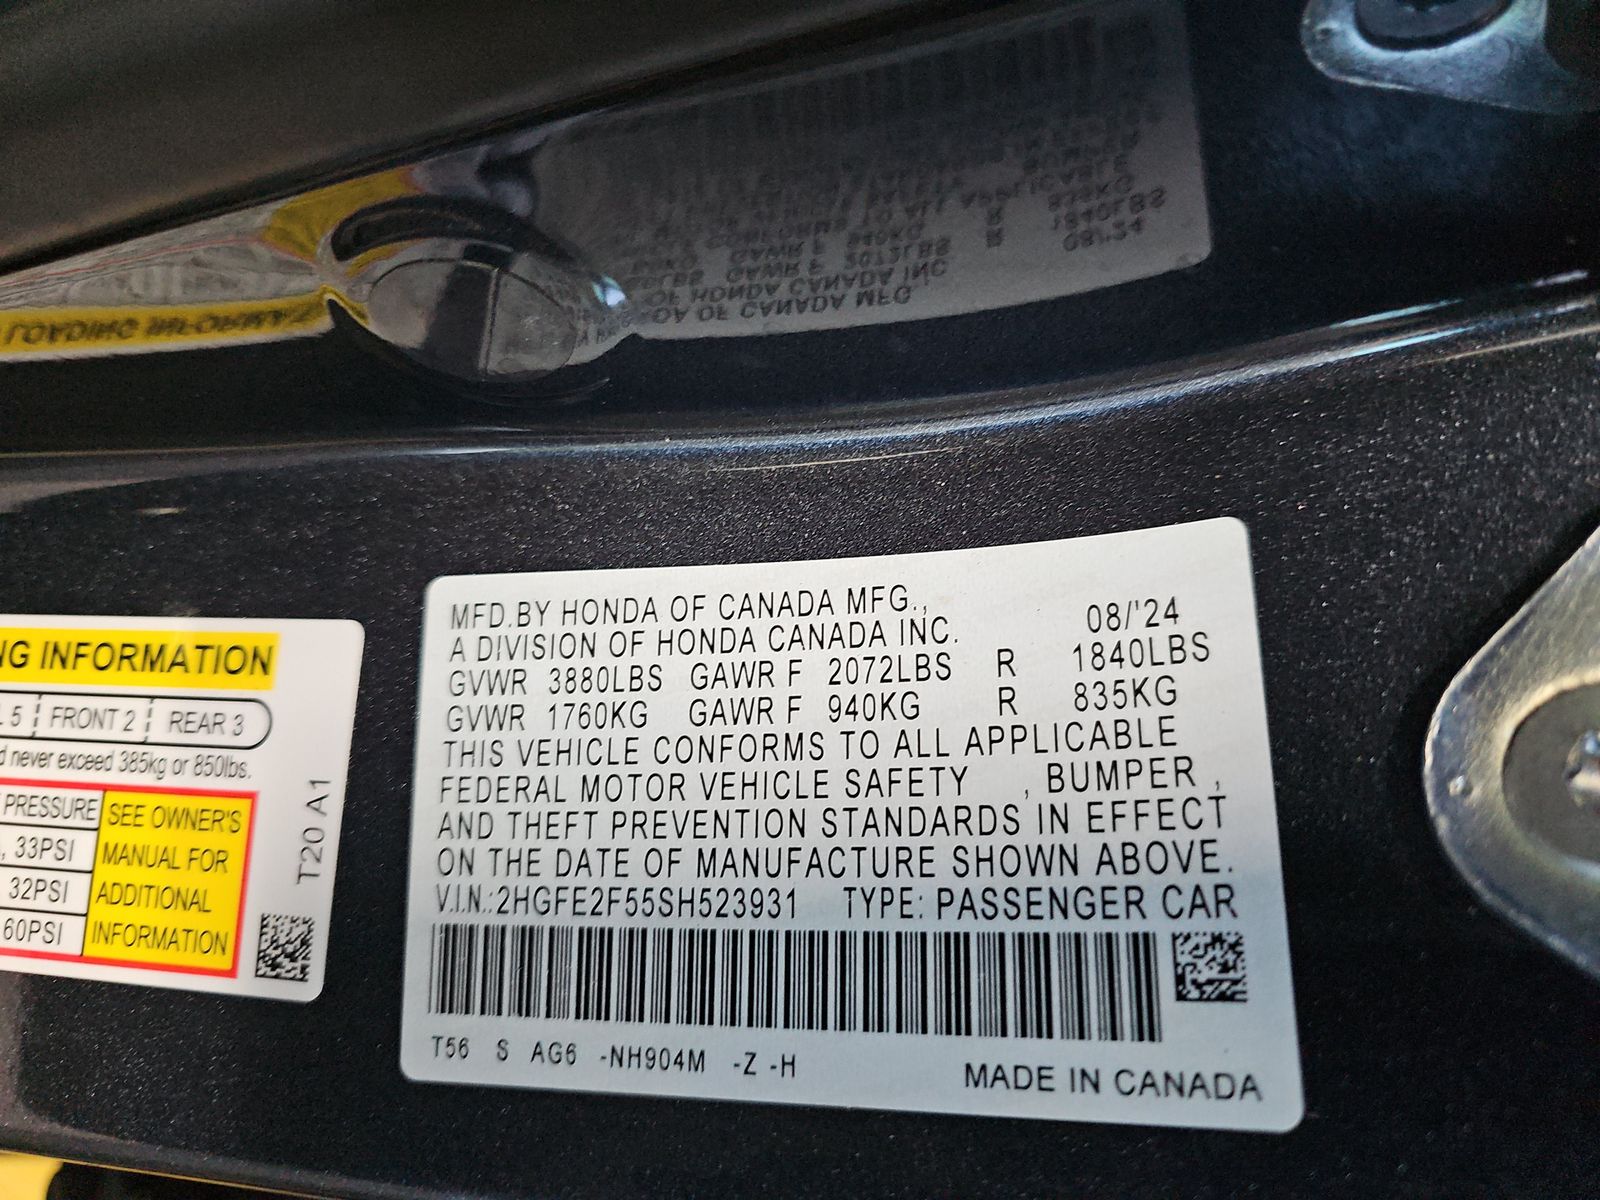 NG INFORMATION
L 5 FRONT 2 REAR 3
d never exceed 385kg or 850lbs.
PRESSURE SEE OWNER'S
, 33PSI MANUAL FOR
32PSI ADDITIONAL
60PSI INFORMATION
T20 A1
MFD.BY HONDA OF CANADA MFG., 08/'24
A DIVISION OF HONDA CANADA INC.
GVWR 3880LBS GAWR F 2072LBS R 1840LBS
GVWR 1760KG GAWR F 940KG R 835KG
THIS VEHICLE CONFORMS TO ALL APPLICABLE
FEDERAL MOTOR VEHICLE SAFETY , BUMPER ,
AND THEFT PREVENTION STANDARDS IN EFFECT
ON THE DATE OF MANUFACTURE SHOWN ABOVE.
V.I.N.:2HGFE2F55SH523931 TYPE: PASSENGER CAR
T56 S AG6 -NH904M -Z -H
MADE IN CANADA